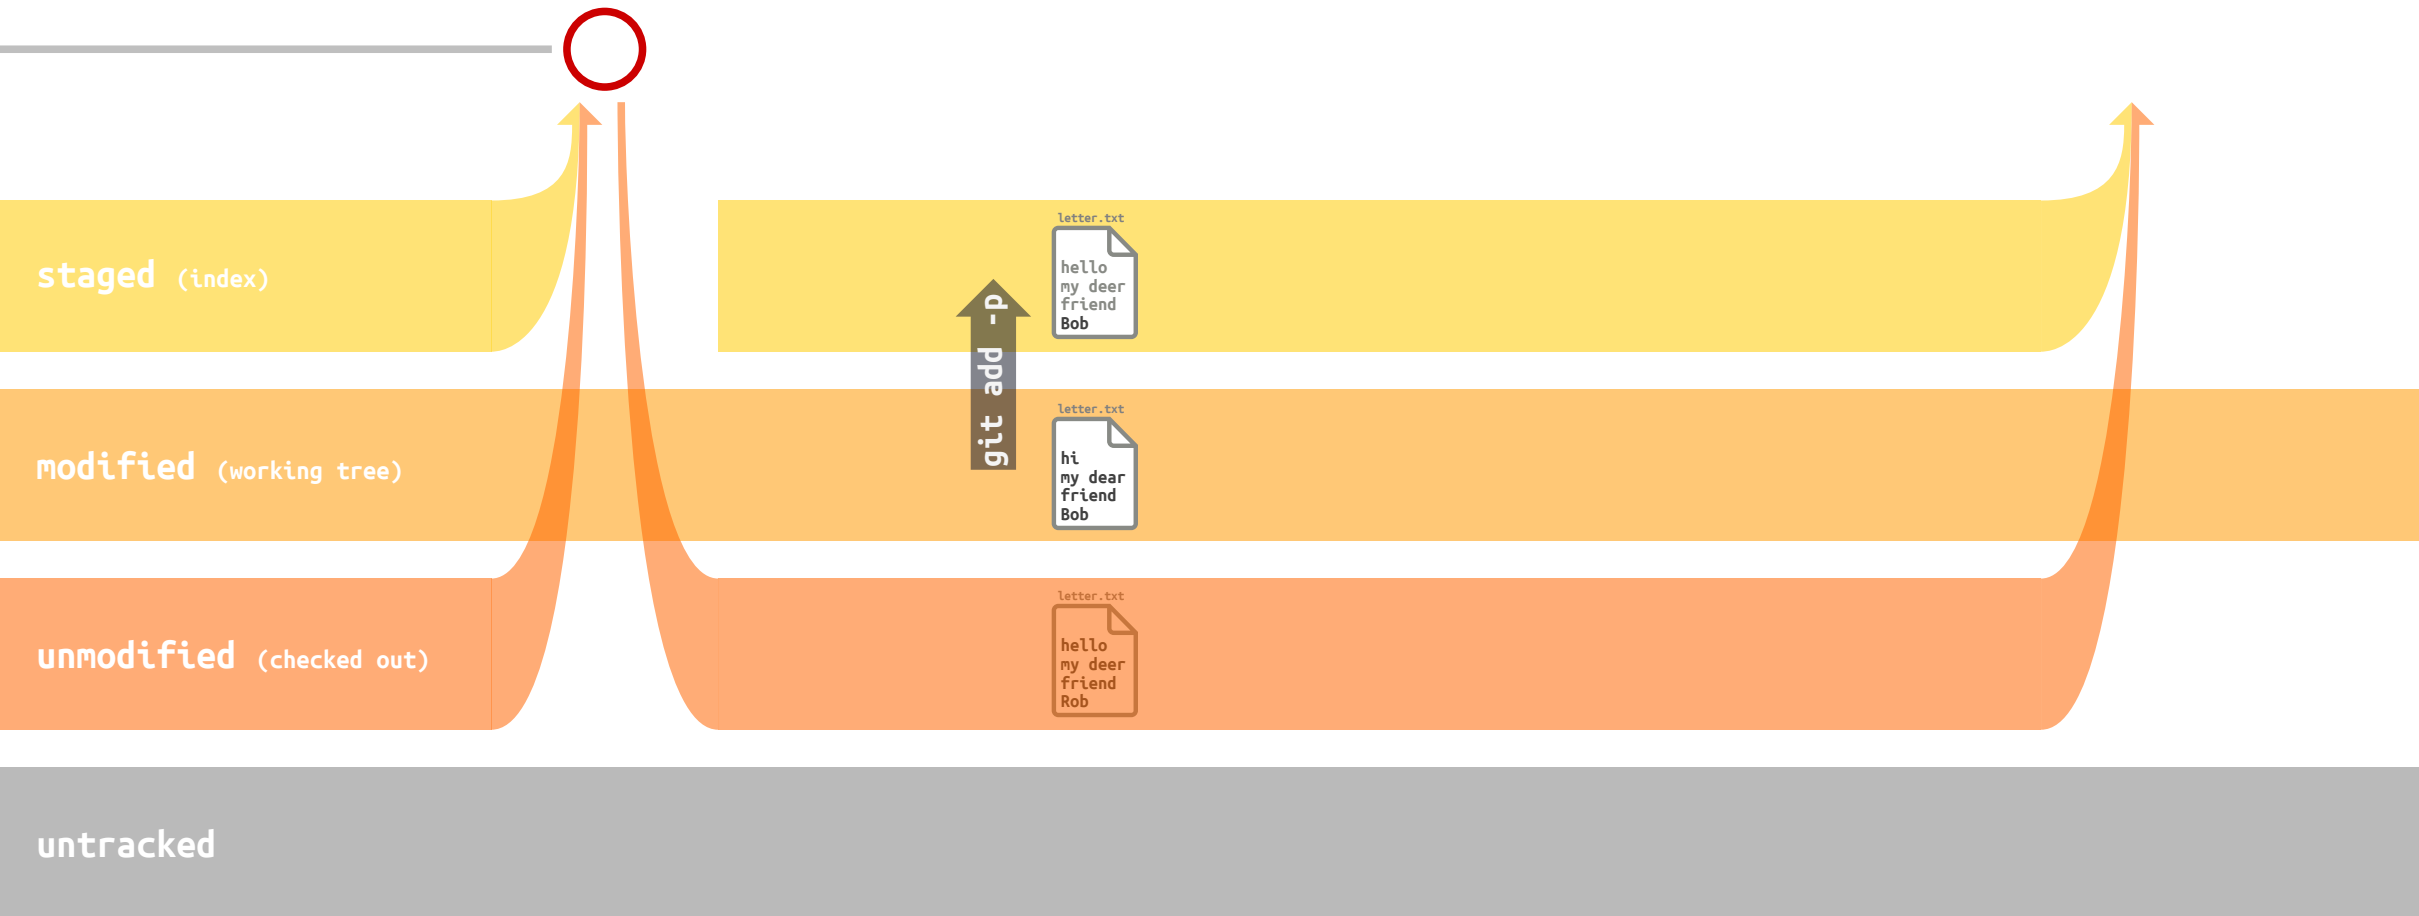 staged (index)
letter.txt
hello
my deer
friend
Bob
git add -p
modified (working tree)
letter.txt
hi
my dear
friend
Bob
unmodified (checked out)
letter.txt
hello
my deer
friend
Rob
untracked